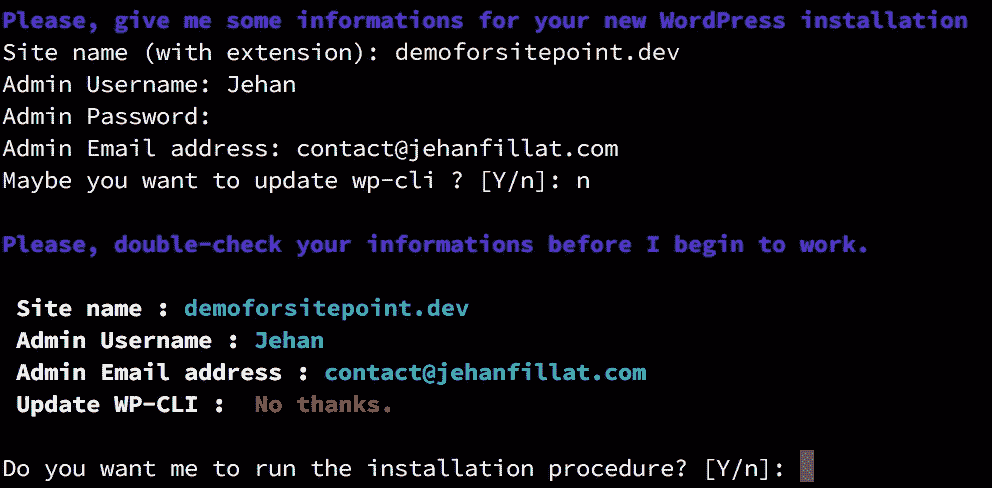 Please, give me some informations for your new WordPress installation
Site name (with extension): demoforsitepoint.dev
Admin Username: Jehan
Admin Password:
Admin Email address: contact@jehanfillat.com
Maybe you want to update wp-cli ? [Y/n]: n
Please, double-check your informations before I begin to work.
Site name : demoforsitepoint.dev
Admin Username : Jehan
Admin Email address : contact@jehanfillat.com
Update WP-CLI :  No thanks.
Do you want me to run the installation procedure? [Y/n]: